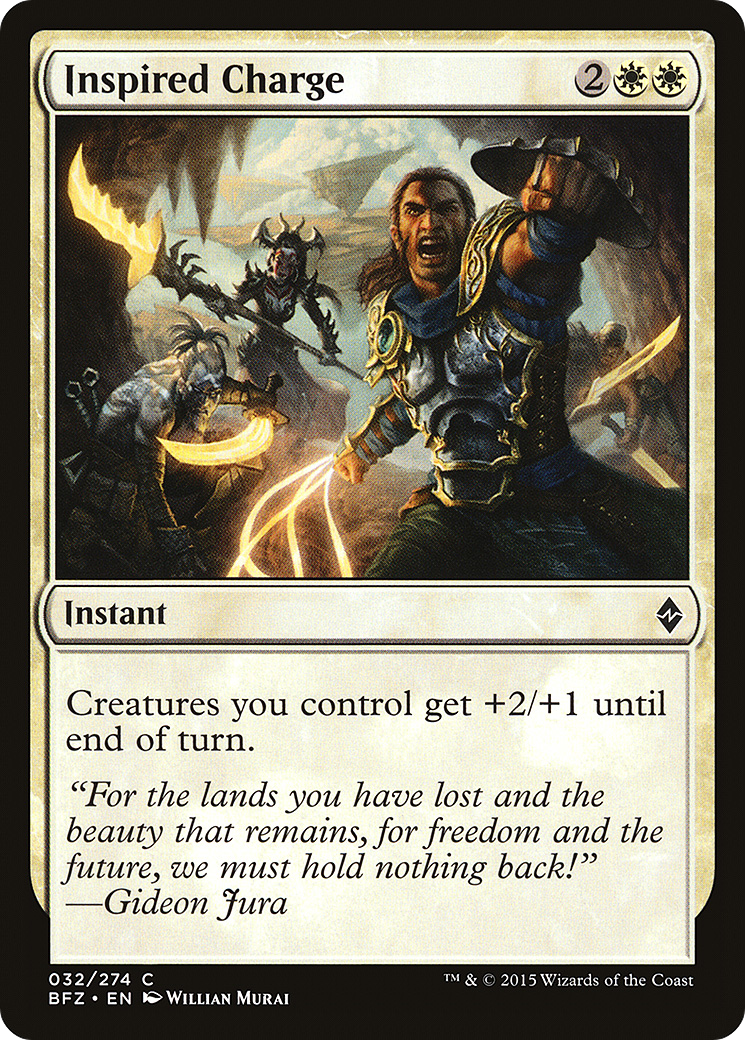 Inspired Charge 2
Instant
Creatures you control get +2/+1 until
end of turn.
“For the lands you have lost and the
beauty that remains, for freedom and the
future, we must hold nothing back!”
—Gideon Jura
032/274 C
BFZ • EN Willian Murai
™ & © 2015 Wizards of the Coast